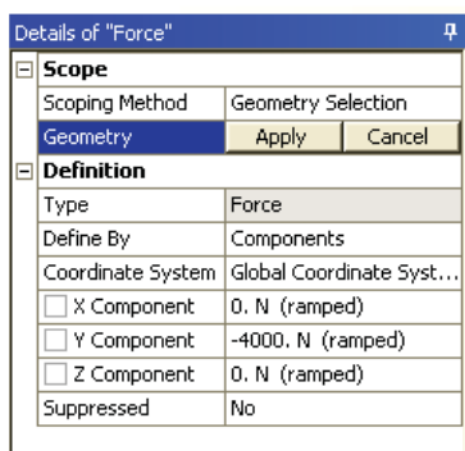 Details of "Force"
Scope
Scoping Method Geometry Selection
Geometry Apply Cancel
Definition
Type Force
Define By Components
Coordinate System Global Coordinate Syst...
X Component 0. N (ramped)
Y Component -4000. N (ramped)
Z Component 0. N (ramped)
Suppressed No